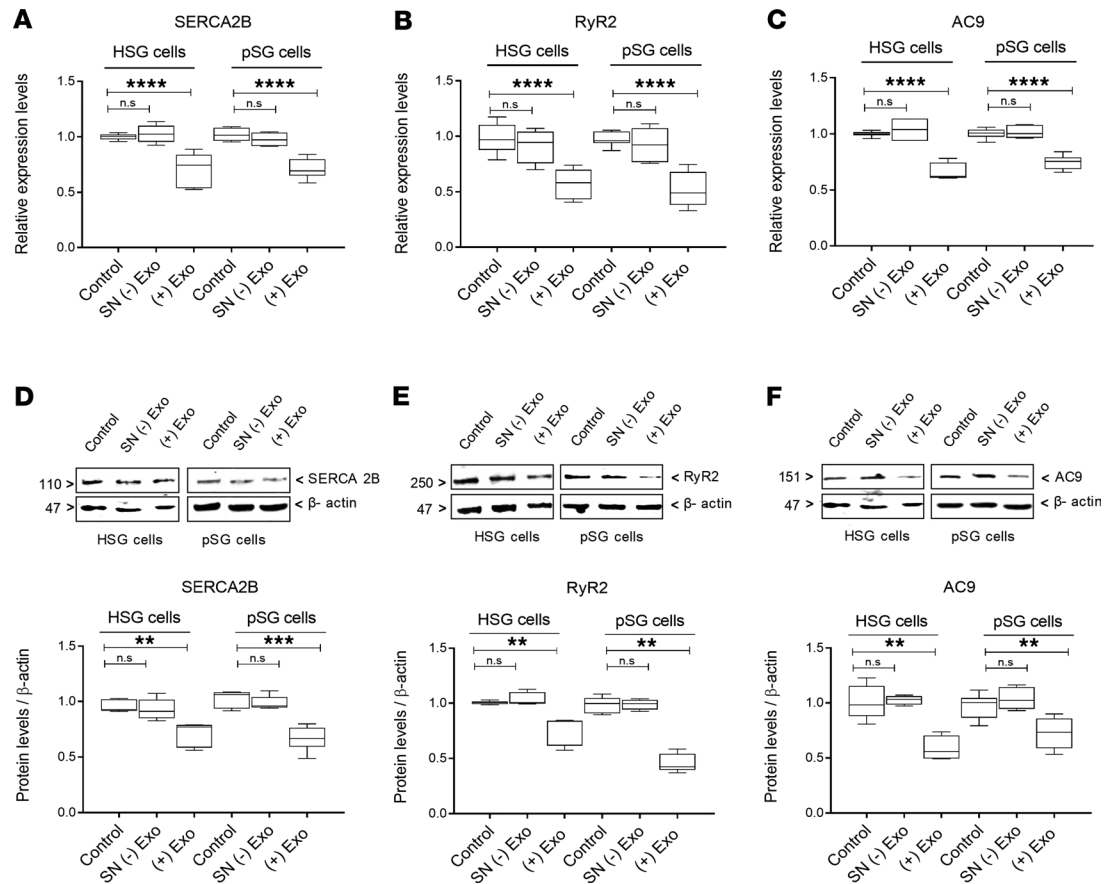 A
SERCA2B
HSG cells
pSG cells
****
****
n.s
n.s
Relative expression levels
1.5
1.0
0.5
0.0
Control
SN (-) Exo
(+) Exo
Control
SN (-) Exo
(+) Exo
B
RyR2
HSG cells
pSG cells
****
****
n.s
n.s
Relative expression levels
1.5
1.0
0.5
0.0
Control
SN (-) Exo
(+) Exo
Control
SN (-) Exo
(+) Exo
C
AC9
HSG cells
pSG cells
****
****
n.s
n.s
Relative expression levels
1.5
1.0
0.5
0.0
Control
SN (-) Exo
(+) Exo
Control
SN (-) Exo
(+) Exo
D
Control
SN (-) Exo
(+) Exo
Control
SN (-) Exo
(+) Exo
110 >
< SERCA 2B
47 >
< β- actin
HSG cells
pSG cells
SERCA2B
HSG cells
pSG cells
**
***
n.s
n.s
Protein levels / β-actin
1.5
1.0
0.5
0.0
Control
SN (-) Exo
(+) Exo
Control
SN (-) Exo
(+) Exo
E
Control
SN (-) Exo
(+) Exo
Control
SN (-) Exo
(+) Exo
250 >
< RyR2
47 >
< β- actin
HSG cells
pSG cells
RyR2
HSG cells
pSG cells
**
**
n.s
n.s
Protein levels / β-actin
1.5
1.0
0.5
0.0
Control
SN (-) Exo
(+) Exo
Control
SN (-) Exo
(+) Exo
F
Control
SN (-) Exo
(+) Exo
Control
SN (-) Exo
(+) Exo
151 >
< AC9
47 >
< β- actin
HSG cells
pSG cells
AC9
HSG cells
pSG cells
**
**
n.s
n.s
Protein levels / β-actin
1.5
1.0
0.5
0.0
Control
SN (-) Exo
(+) Exo
Control
SN (-) Exo
(+) Exo